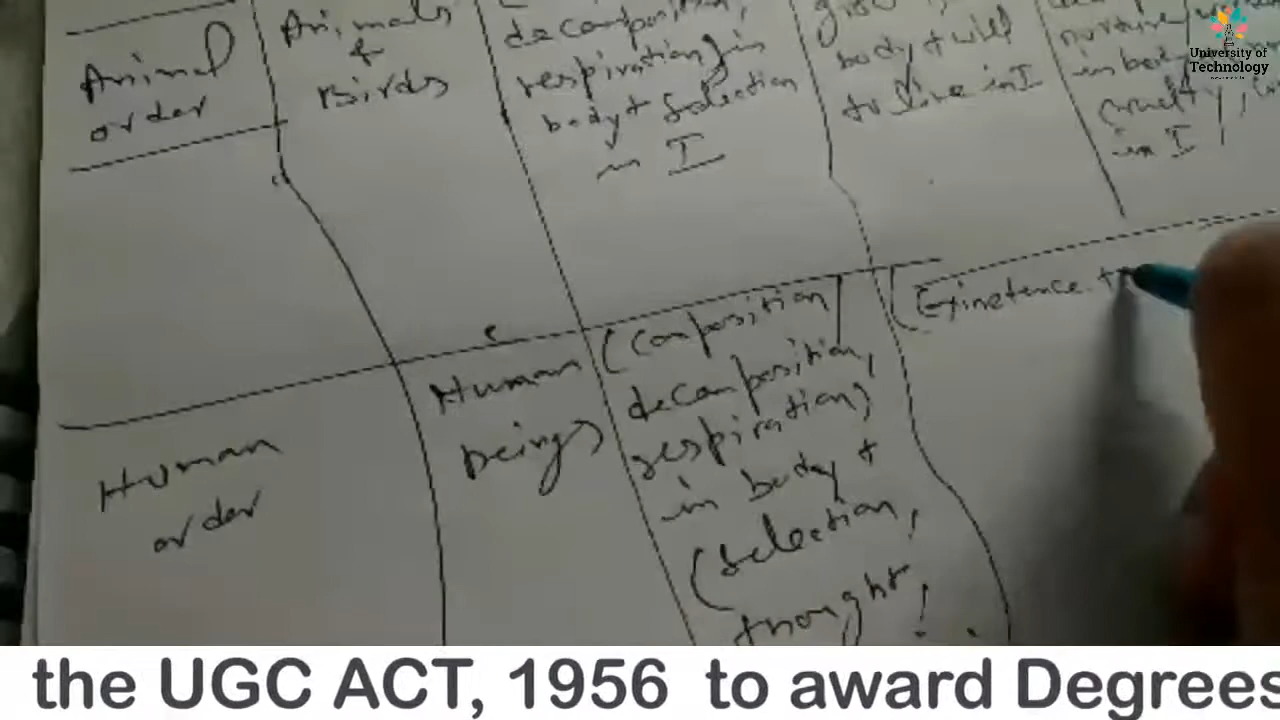 Animal
order
Animals
&
Birds
decomposition,
respiration) in
body + selection
in I
body + will
to live in I
in body
cruelty,
in I
Human
order
Human
beings
(composition
decomposition,
respiration)
in body +
(selection,
thought,
(Exinetence +
University of
Technology
the UGC ACT, 1956 to award Degrees